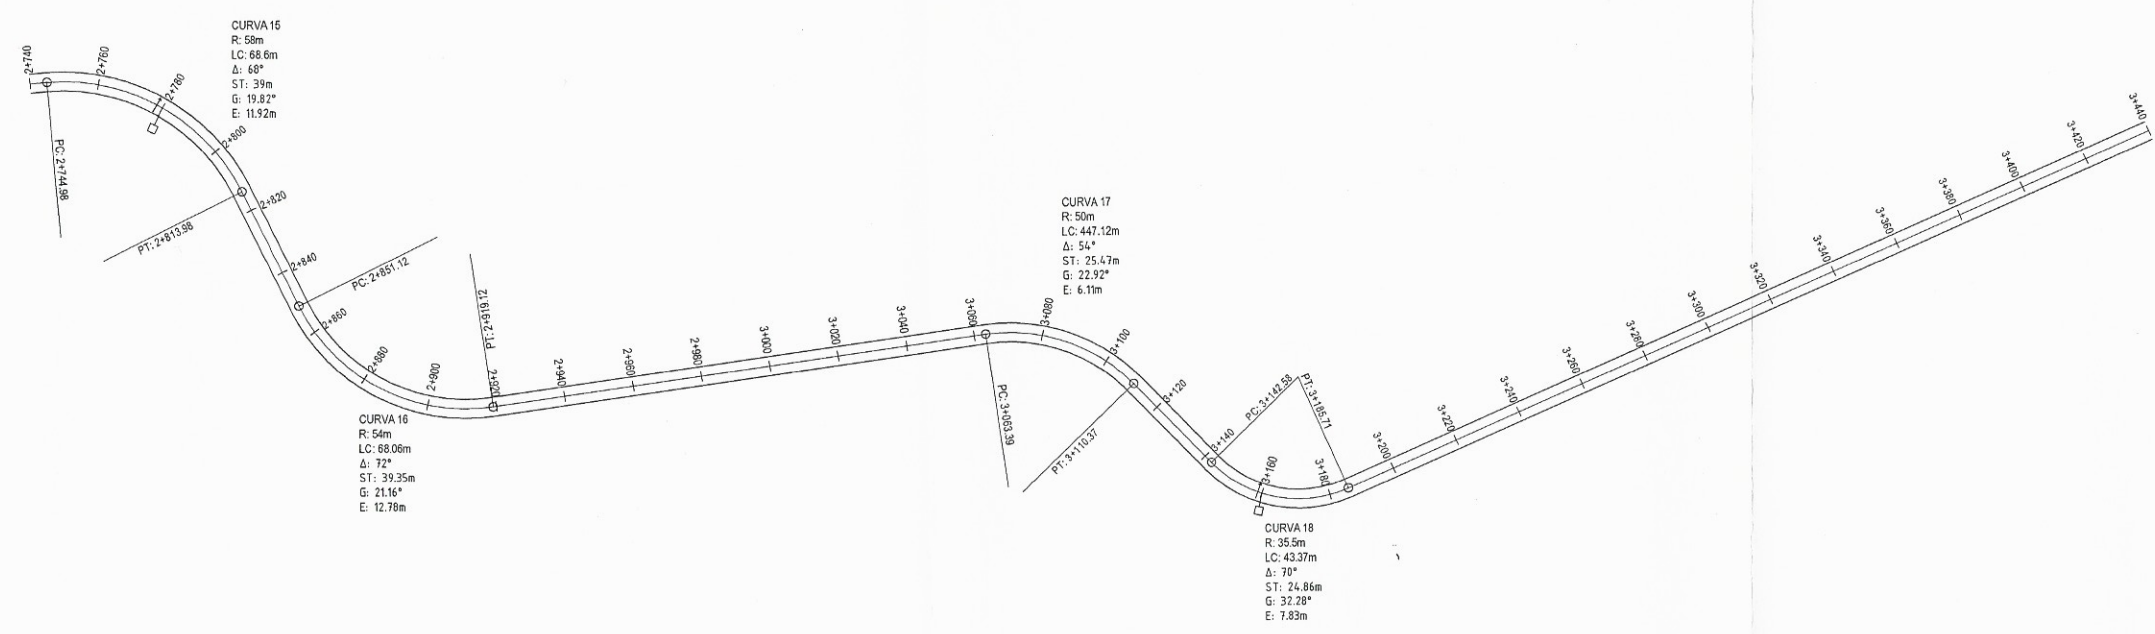 CURVA 15
R: 58m
LC: 68.6m
Δ: 68°
ST: 39m
G: 19.82°
E: 11.92m
2+740
2+760
2+780
2+800
2+820
2+840
2+860
2+880
2+900
2+920
2+940
2+960
2+980
3+000
3+020
3+040
3+060
3+080
3+100
3+120
3+140
3+160
3+180
3+200
3+220
3+240
3+260
3+280
3+300
3+320
3+340
3+360
3+380
3+400
3+420
3+440
PC: 2+744.98
PT: 2+813.98
PC: 2+851.12
PT: 2+919.12
PC: 3+063.39
PT: 3+110.37
PC: 3+142.58
PT: 3+185.71
CURVA 16
R: 54m
LC: 68.06m
Δ: 72°
ST: 39.35m
G: 21.16°
E: 12.78m
CURVA 17
R: 50m
LC: 447.12m
Δ: 54°
ST: 25.47m
G: 22.92°
E: 6.11m
CURVA 18
R: 35.5m
LC: 43.37m
Δ: 70°
ST: 24.86m
G: 32.28°
E: 7.83m